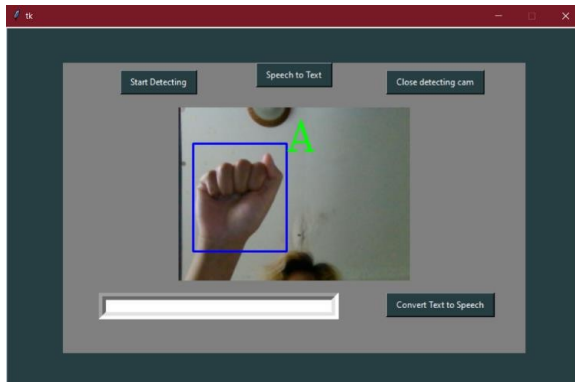 tk
Start Detecting
Speech to Text
Close detecting cam
A
Convert Text to Speech